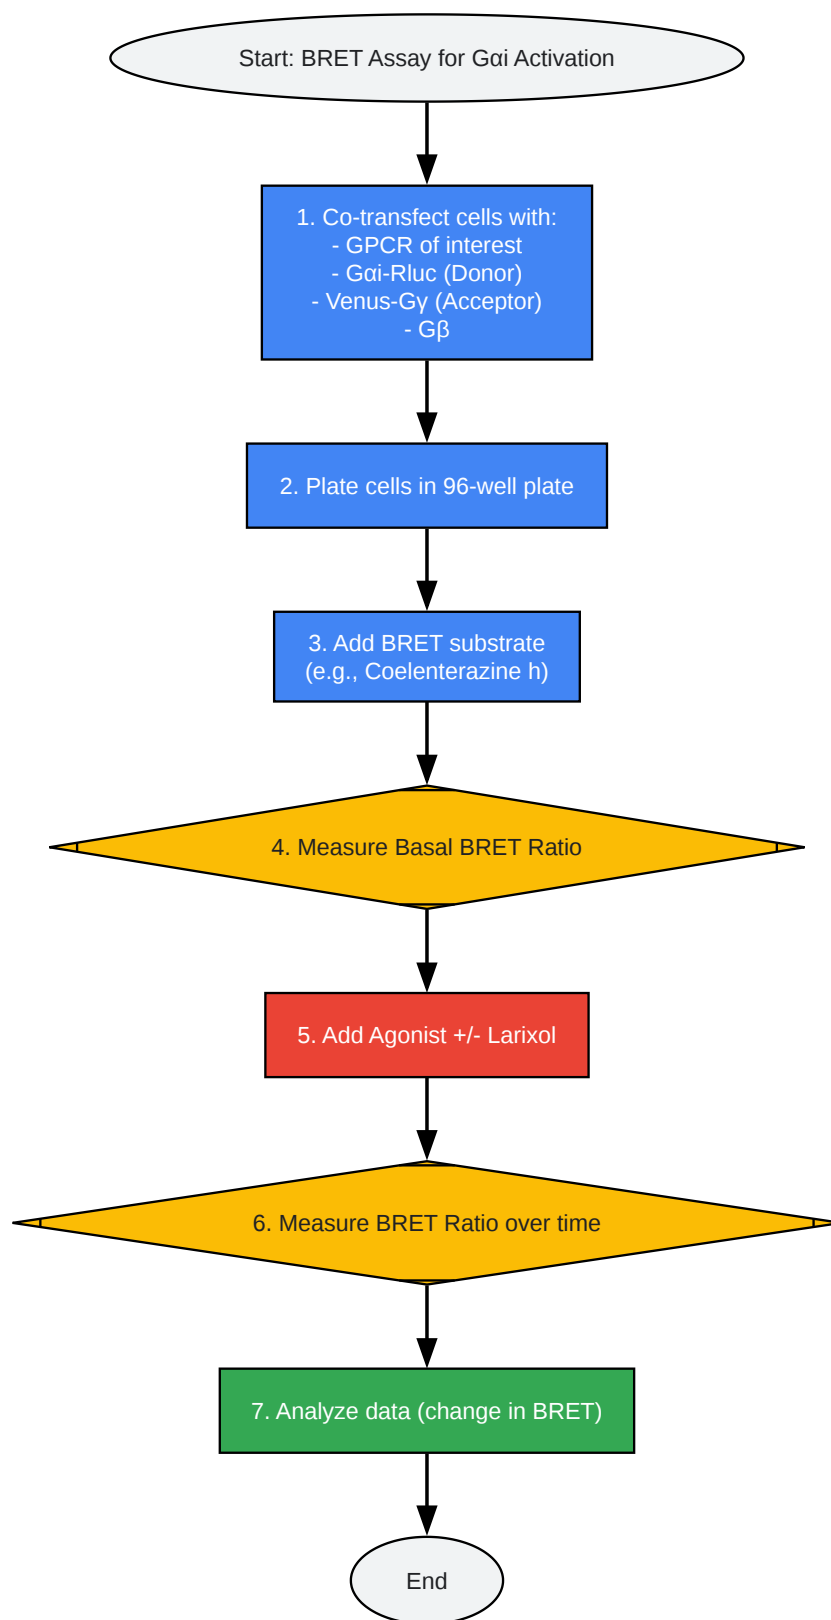 Start: BRET Assay for Gαi Activation
1. Co-transfect cells with:
- GPCR of interest
- Gαi-Rluc (Donor)
- Venus-Gγ (Acceptor)
- Gβ
2. Plate cells in 96-well plate
3. Add BRET substrate
(e.g., Coelenterazine h)
4. Measure Basal BRET Ratio
5. Add Agonist +/- Larixol
6. Measure BRET Ratio over time
7. Analyze data (change in BRET)
End